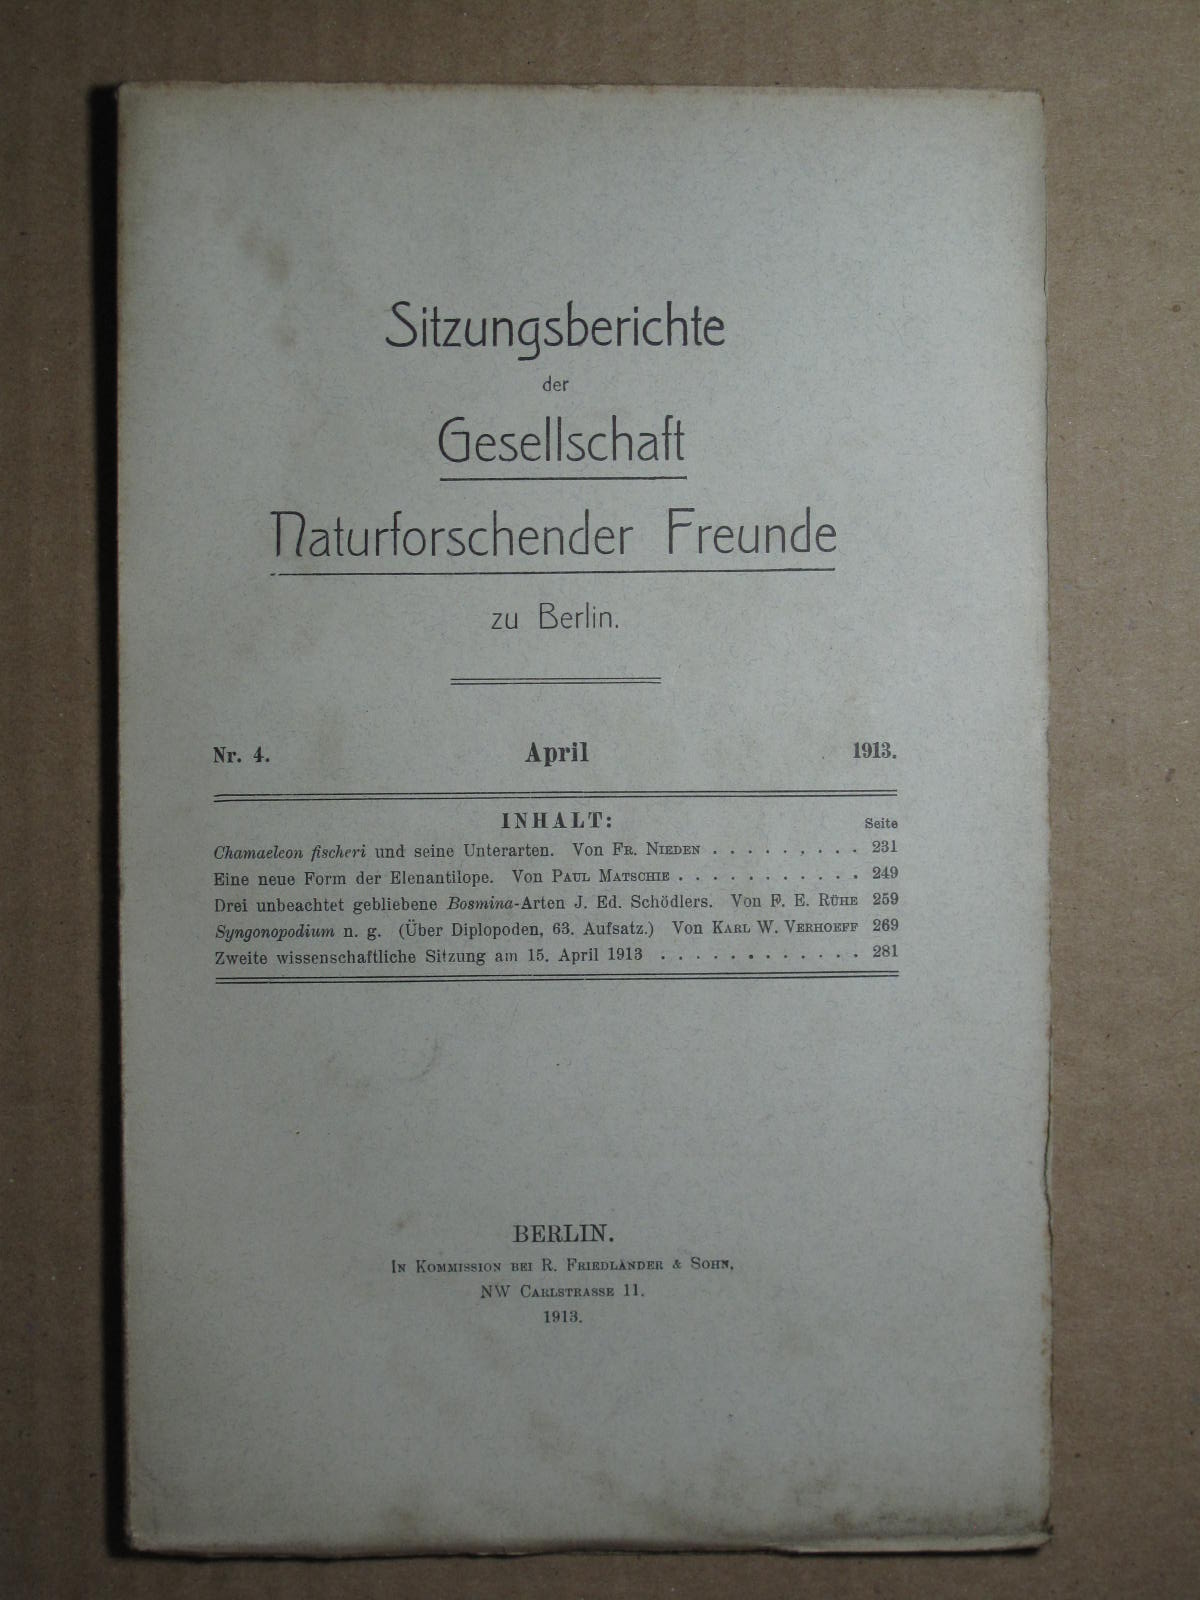 Sitzungsberichte
der
Gesellschaft
Naturforschender Freunde
zu Berlin.
Nr. 4. April 1913.
INHALT: Seite
Chamaeleon fischeri und seine Unterarten. Von FR. NIEDEN . . . . . . . . . 231
Eine neue Form der Elenantilope. Von PAUL MATSCHIE . . . . . . . . . . . 249
Drei unbeachtet gebliebene Bosmina-Arten J. Ed. Schödlers. Von F. E. RÜHE 259
Syngonopodium n. g. (Über Diplopoden, 63. Aufsatz.) Von KARL W. VERHOEFF 269
Zweite wissenschaftliche Sitzung am 15. April 1913 . . . . . . . . . . . . 281
BERLIN.
IN KOMMISSION BEI R. FRIEDLÄNDER & SOHN,
NW CARLSTRASSE 11.
1913.